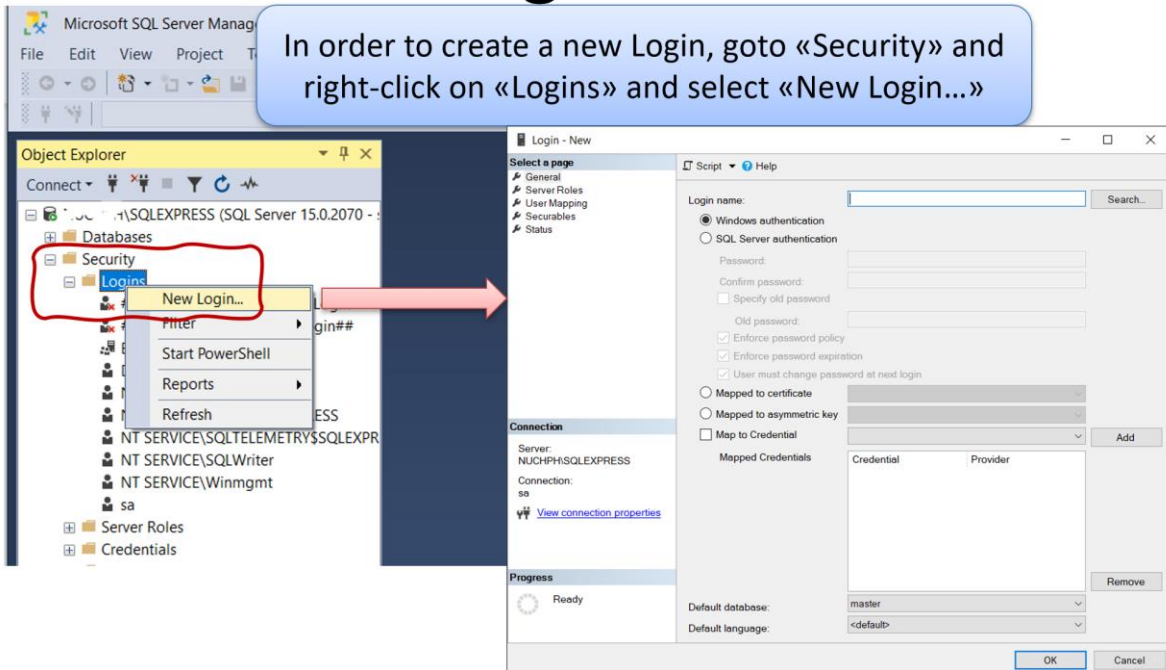 Microsoft SQL Server Manag
File Edit View Project
In order to create a new Login, goto «Security» and
right-click on «Logins» and select «New Login…»
Object Explorer
Connect
\SQLEXPRESS (SQL Server 15.0.2070 -
Databases
Security
Logins
New Login...
Filter
gin##
Start PowerShell
Reports
Refresh
ESS
NT SERVICE\SQLTELEMETRY$SQLEXPR
NT SERVICE\SQLWriter
NT SERVICE\Winmgmt
sa
Server Roles
Credentials
Login - New
Select a page
General
Server Roles
User Mapping
Securables
Status
Connection
Server:
NUCHPH\SQLEXPRESS
Connection:
sa
View connection properties
Progress
Ready
Script Help
Login name: Search...
Windows authentication
SQL Server authentication
Password:
Confirm password:
Specify old password
Old password:
Enforce password policy
Enforce password expiration
User must change password at next login
Mapped to certificate
Mapped to asymmetric key
Map to Credential Add
Mapped Credentials Credential Provider
Remove
Default database: master
Default language: <default>
OK Cancel